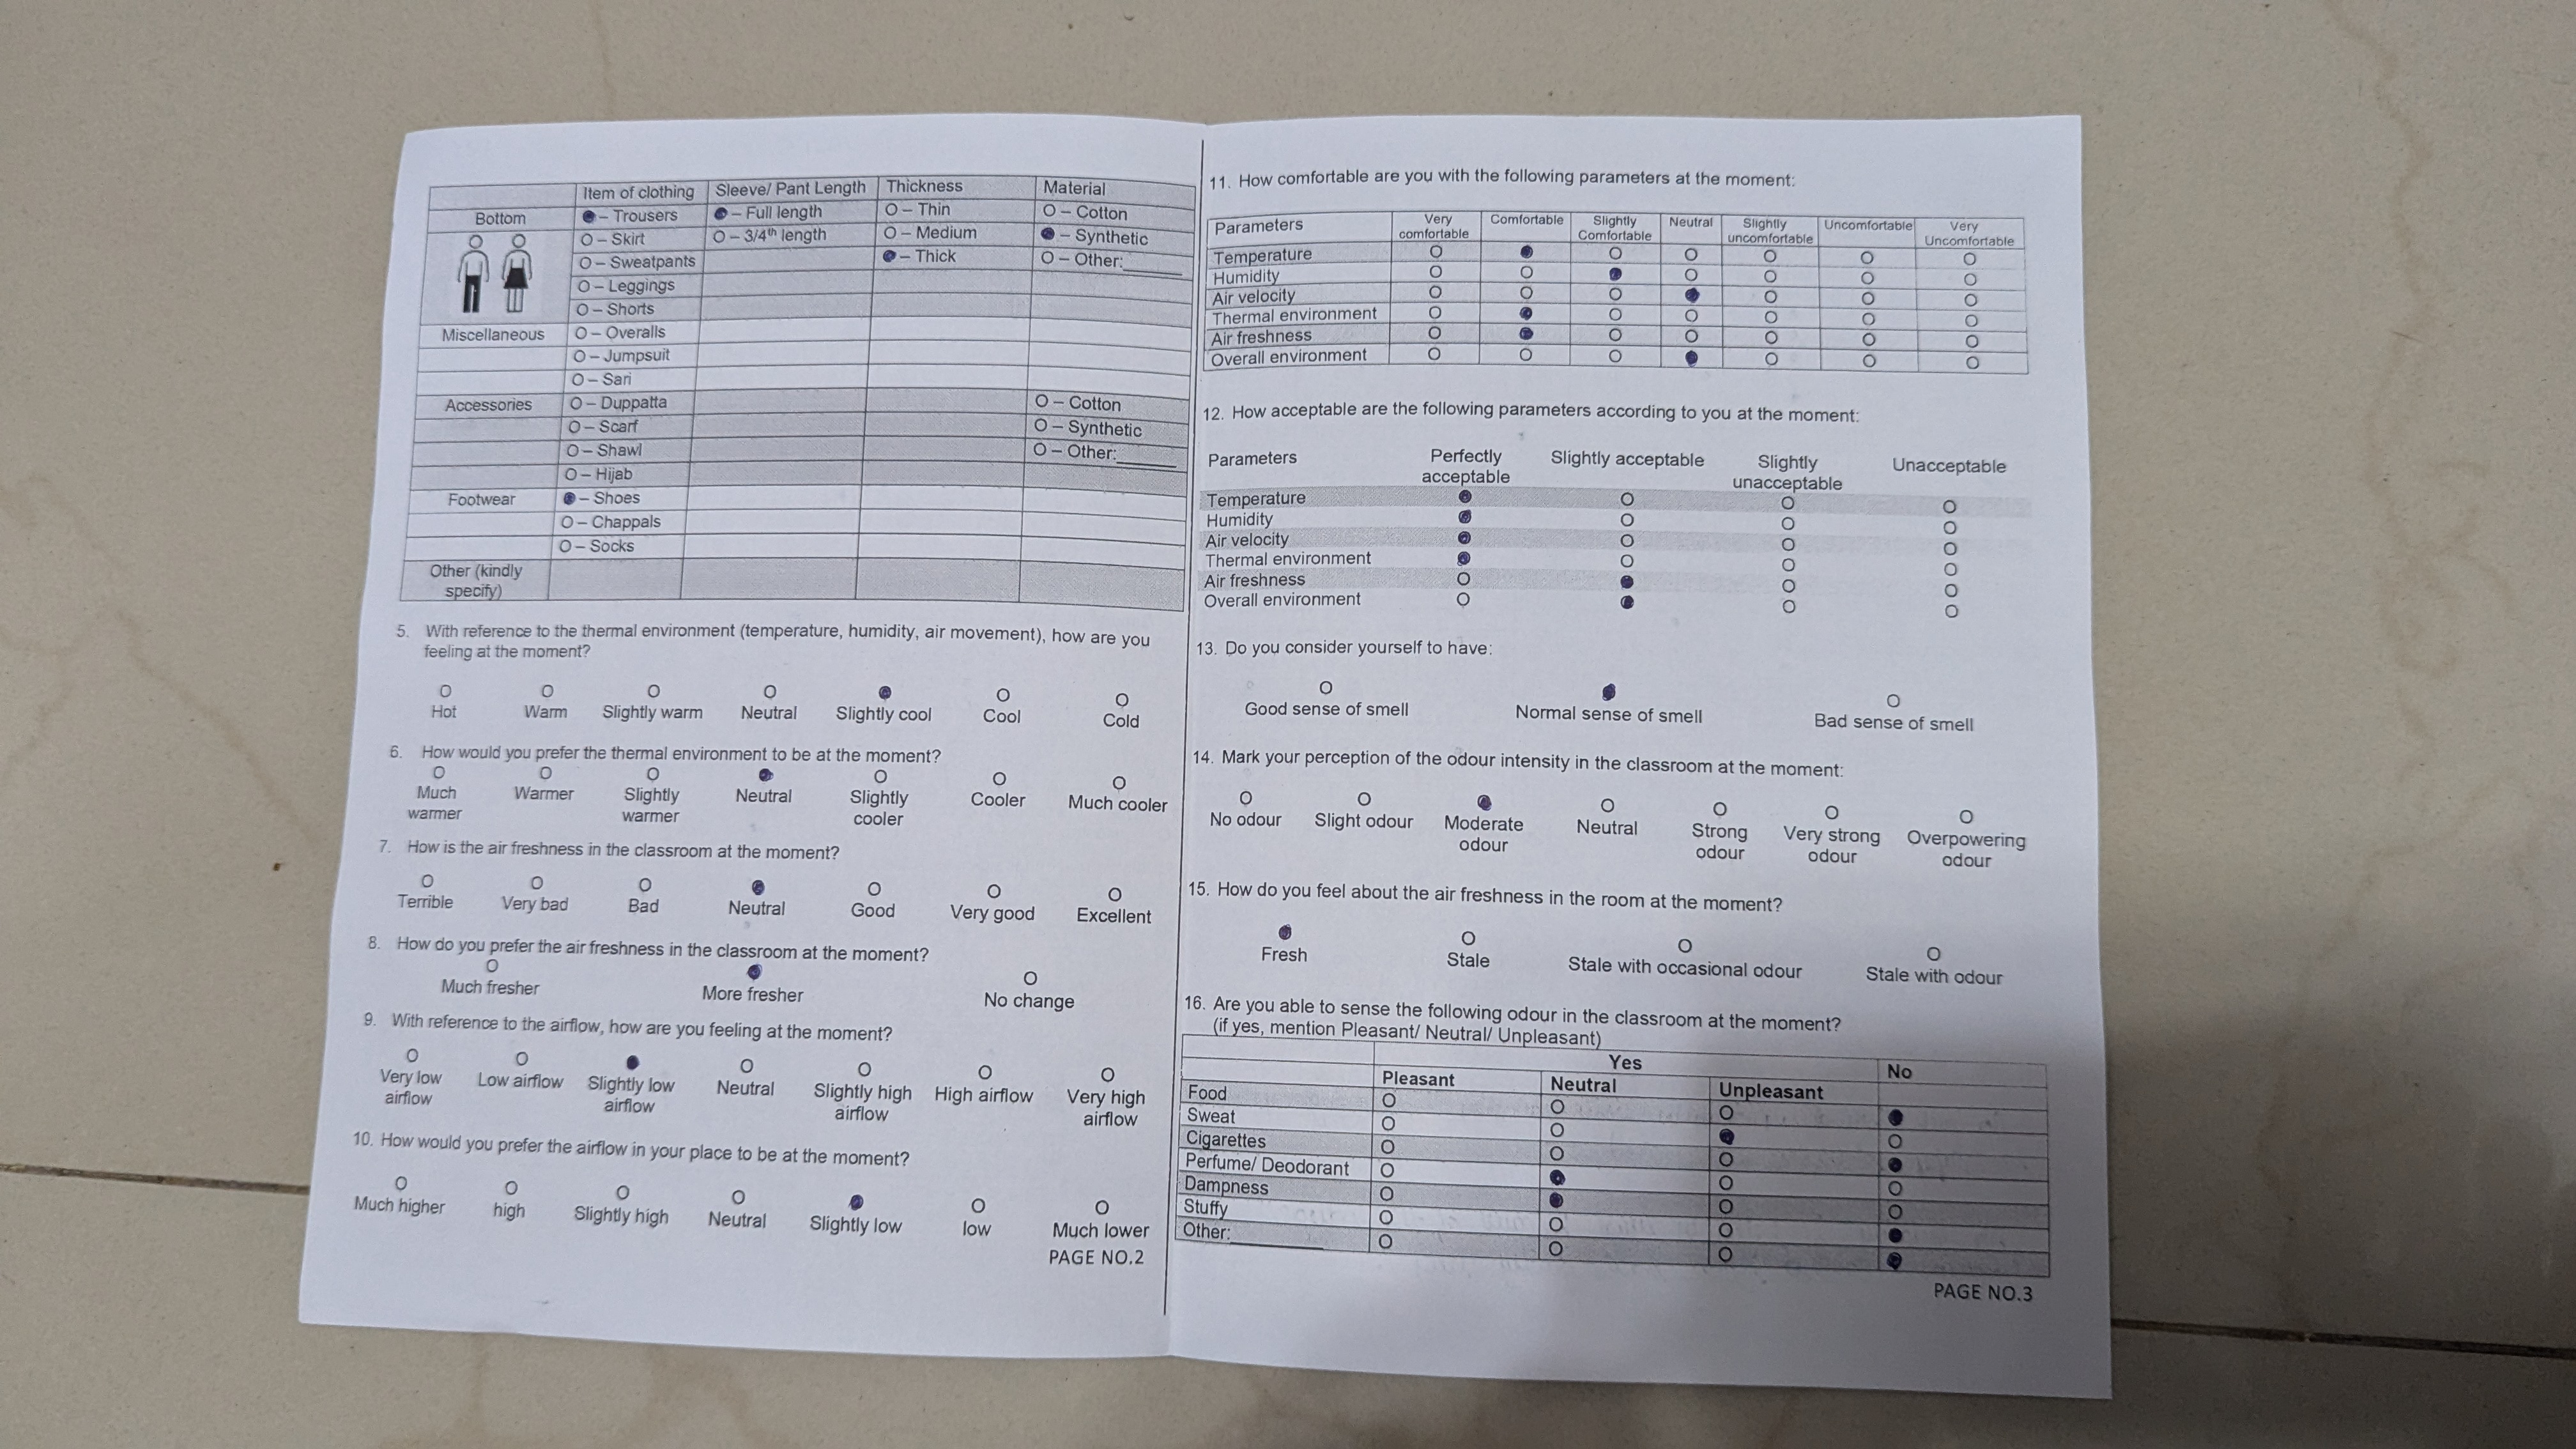 Item of clothing Sleeve/ Pant Length Thickness Material
Bottom ● – Trousers ● – Full length O – Thin O – Cotton
O – Skirt O – 3/4th length O – Medium ● – Synthetic
O – Sweatpants ● – Thick O – Other:_______
O – Leggings
O – Shorts
Miscellaneous O – Overalls
O – Jumpsuit
O – Sari
Accessories O – Duppatta O – Cotton
O – Scarf O – Synthetic
O – Shawl O – Other:_______
O – Hijab
Footwear ● – Shoes
O – Chappals
O – Socks
Other (kindly
specify)
5. With reference to the thermal environment (temperature, humidity, air movement), how are you
feeling at the moment?
O O O O ● O O
Hot Warm Slightly warm Neutral Slightly cool Cool Cold
6. How would you prefer the thermal environment to be at the moment?
O O O ● O O O
Much Warmer Slightly Neutral Slightly Cooler Much cooler
warmer warmer cooler
7. How is the air freshness in the classroom at the moment?
O O O ● O O O
Terrible Very bad Bad Neutral Good Very good Excellent
8. How do you prefer the air freshness in the classroom at the moment?
O ● O
Much fresher More fresher No change
9. With reference to the airflow, how are you feeling at the moment?
O O ● O O O O
Very low Low airflow Slightly low Neutral Slightly high High airflow Very high
airflow airflow airflow airflow
10. How would you prefer the airflow in your place to be at the moment?
O O O O ● O O
Much higher high Slightly high Neutral Slightly low low Much lower
PAGE NO.2
11. How comfortable are you with the following parameters at the moment:
Parameters Very Comfortable Slightly Neutral Slightly Uncomfortable Very
comfortable Comfortable uncomfortable Uncomfortable
Temperature O ● O O O O O
Humidity O O ● O O O O
Air velocity O O O ● O O O
Thermal environment O ● O O O O O
Air freshness O ● O O O O O
Overall environment O O O ● O O O
12. How acceptable are the following parameters according to you at the moment:
Parameters Perfectly Slightly acceptable Slightly Unacceptable
acceptable unacceptable
Temperature ● O O O
Humidity ● O O O
Air velocity ● O O O
Thermal environment ● O O O
Air freshness O ● O O
Overall environment O ● O O
13. Do you consider yourself to have:
O ● O
Good sense of smell Normal sense of smell Bad sense of smell
14. Mark your perception of the odour intensity in the classroom at the moment:
O O ● O O O O
No odour Slight odour Moderate Neutral Strong Very strong Overpowering
odour odour odour odour
15. How do you feel about the air freshness in the room at the moment?
● O O O
Fresh Stale Stale with occasional odour Stale with odour
16. Are you able to sense the following odour in the classroom at the moment?
(if yes, mention Pleasant/ Neutral/ Unpleasant)
Yes No
Pleasant Neutral Unpleasant
Food O O O ●
Sweat O O ● O
Cigarettes O O O ●
Perfume/ Deodorant O ● O O
Dampness O ● O O
Stuffy O O O ●
Other:__________ O O O ●
PAGE NO.3